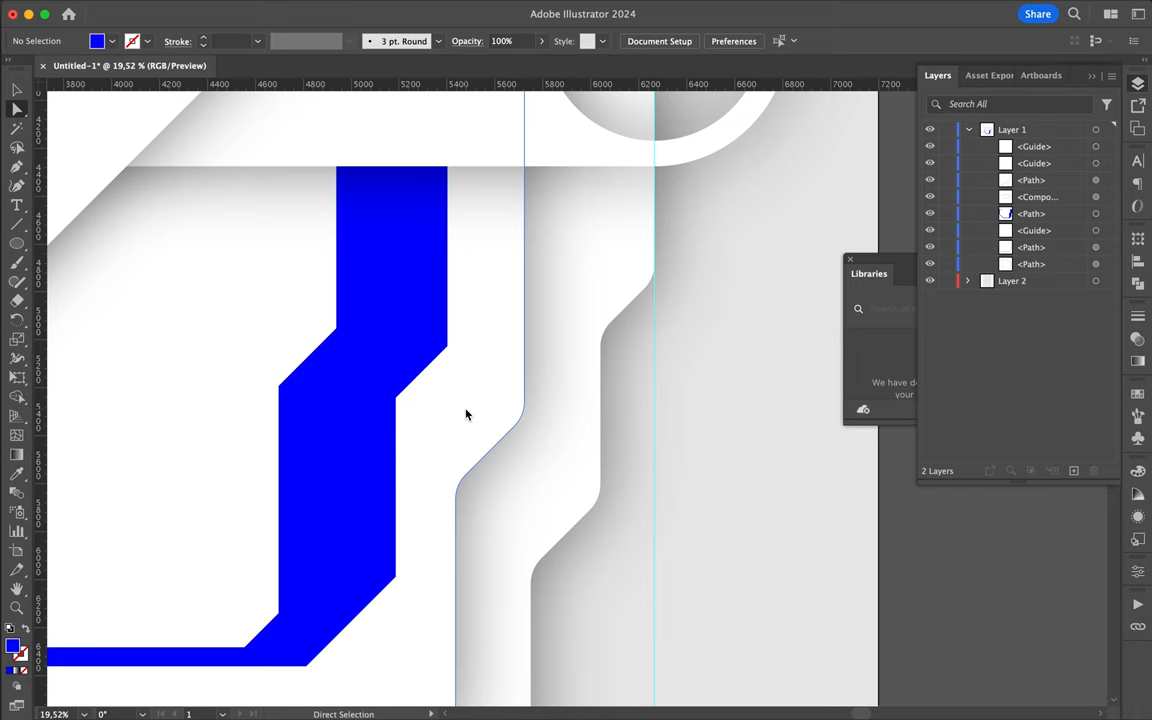 Adobe Illustrator 2024
Share
No Selection
Stroke:
3 pt. Round
Opacity:
100%
Style:
Document Setup
Preferences
Untitled-1* @ 19,52 % (RGB/Preview)
3800 4000 4200 4400 4600 4800 5000 5200 5400 5600 5800 6000 6200 6400 6600 6800 7000 7200
Layers
Asset Expor
Artboards
Search All
Layer 1
<Guide>
<Guide>
<Path>
<Compo...
<Path>
<Guide>
<Path>
<Path>
Layer 2
Libraries
We have de
your
2 Layers
19,52%
0°
1
Direct Selection